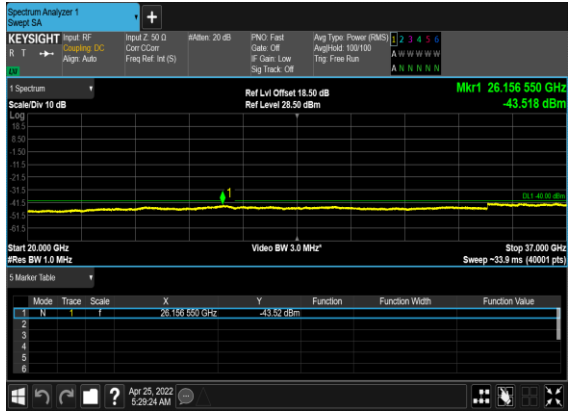 Spectrum Analyzer 1
Swept SA
+
KEYSIGHT Input: RF Input Z: 50 Ω #Atten: 20 dB PNO: Fast Avg Type: Power (RMS) 1 2 3 4 5 6
R T Coupling: DC Corr CCorr Gate: Off Avg|Hold: 100/100 A W W W W W
Align: Auto Freq Ref: Int (S) IF Gain: Low Trig: Free Run
LU Sig Track: Off A N N N N N
1 Spectrum Ref Lvl Offset 18.50 dB Mkr1 26.156 550 GHz
Scale/Div 10 dB Ref Level 28.50 dBm -43.518 dBm
Log
18.5
8.50
-1.50
-11.5
-21.5
-31.5
1
DL1 -40.00 dBm
-41.5
-51.5
-61.5
Start 20.000 GHz Video BW 3.0 MHz* Stop 37.000 GHz
#Res BW 1.0 MHz Sweep ~33.9 ms (40001 pts)
5 Marker Table
Mode Trace Scale X Y Function Function Width Function Value
1 N 1 f 26.156 550 GHz -43.52 dBm
2
3
4
5
6
? Apr 25, 2022
5:29:24 AM